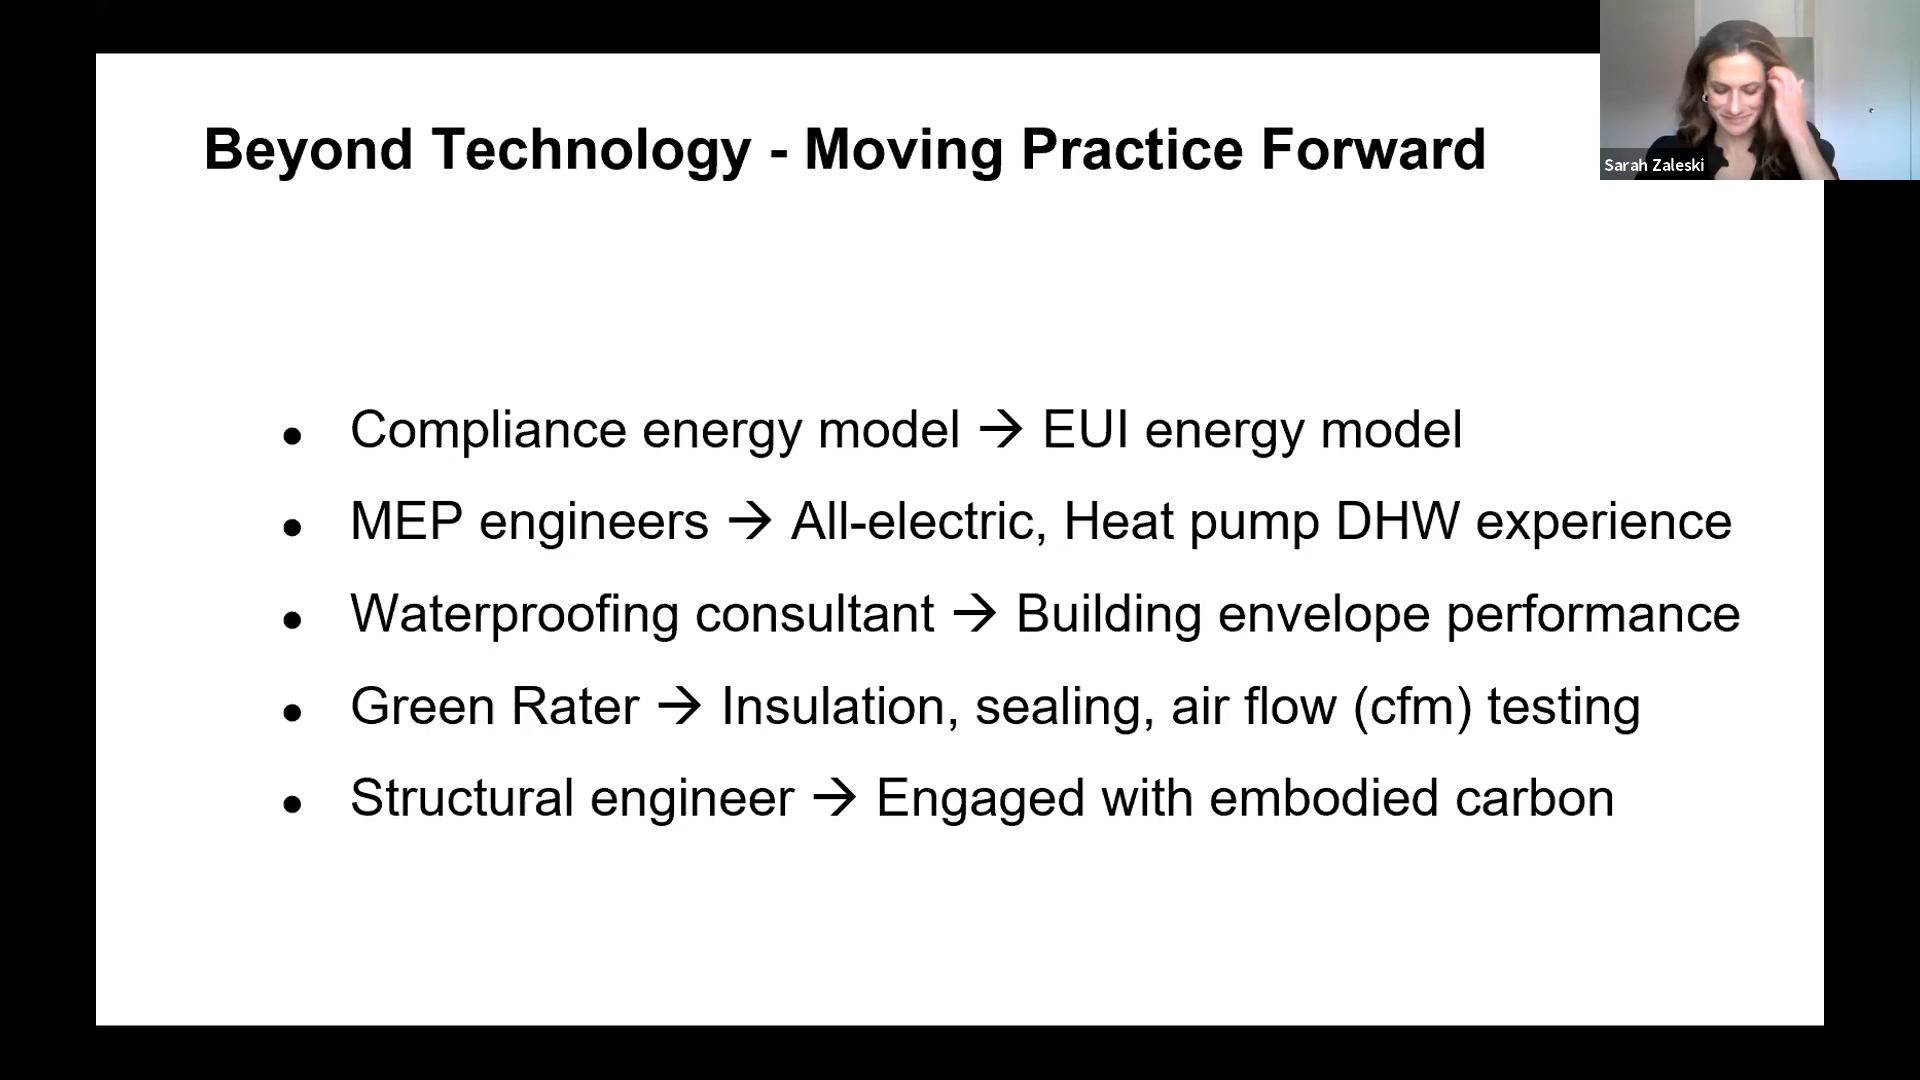 Beyond Technology - Moving Practice Forward
Sarah Zaleski
● Compliance energy model → EUI energy model
● MEP engineers → All-electric, Heat pump DHW experience
● Waterproofing consultant → Building envelope performance
● Green Rater → Insulation, sealing, air flow (cfm) testing
● Structural engineer → Engaged with embodied carbon